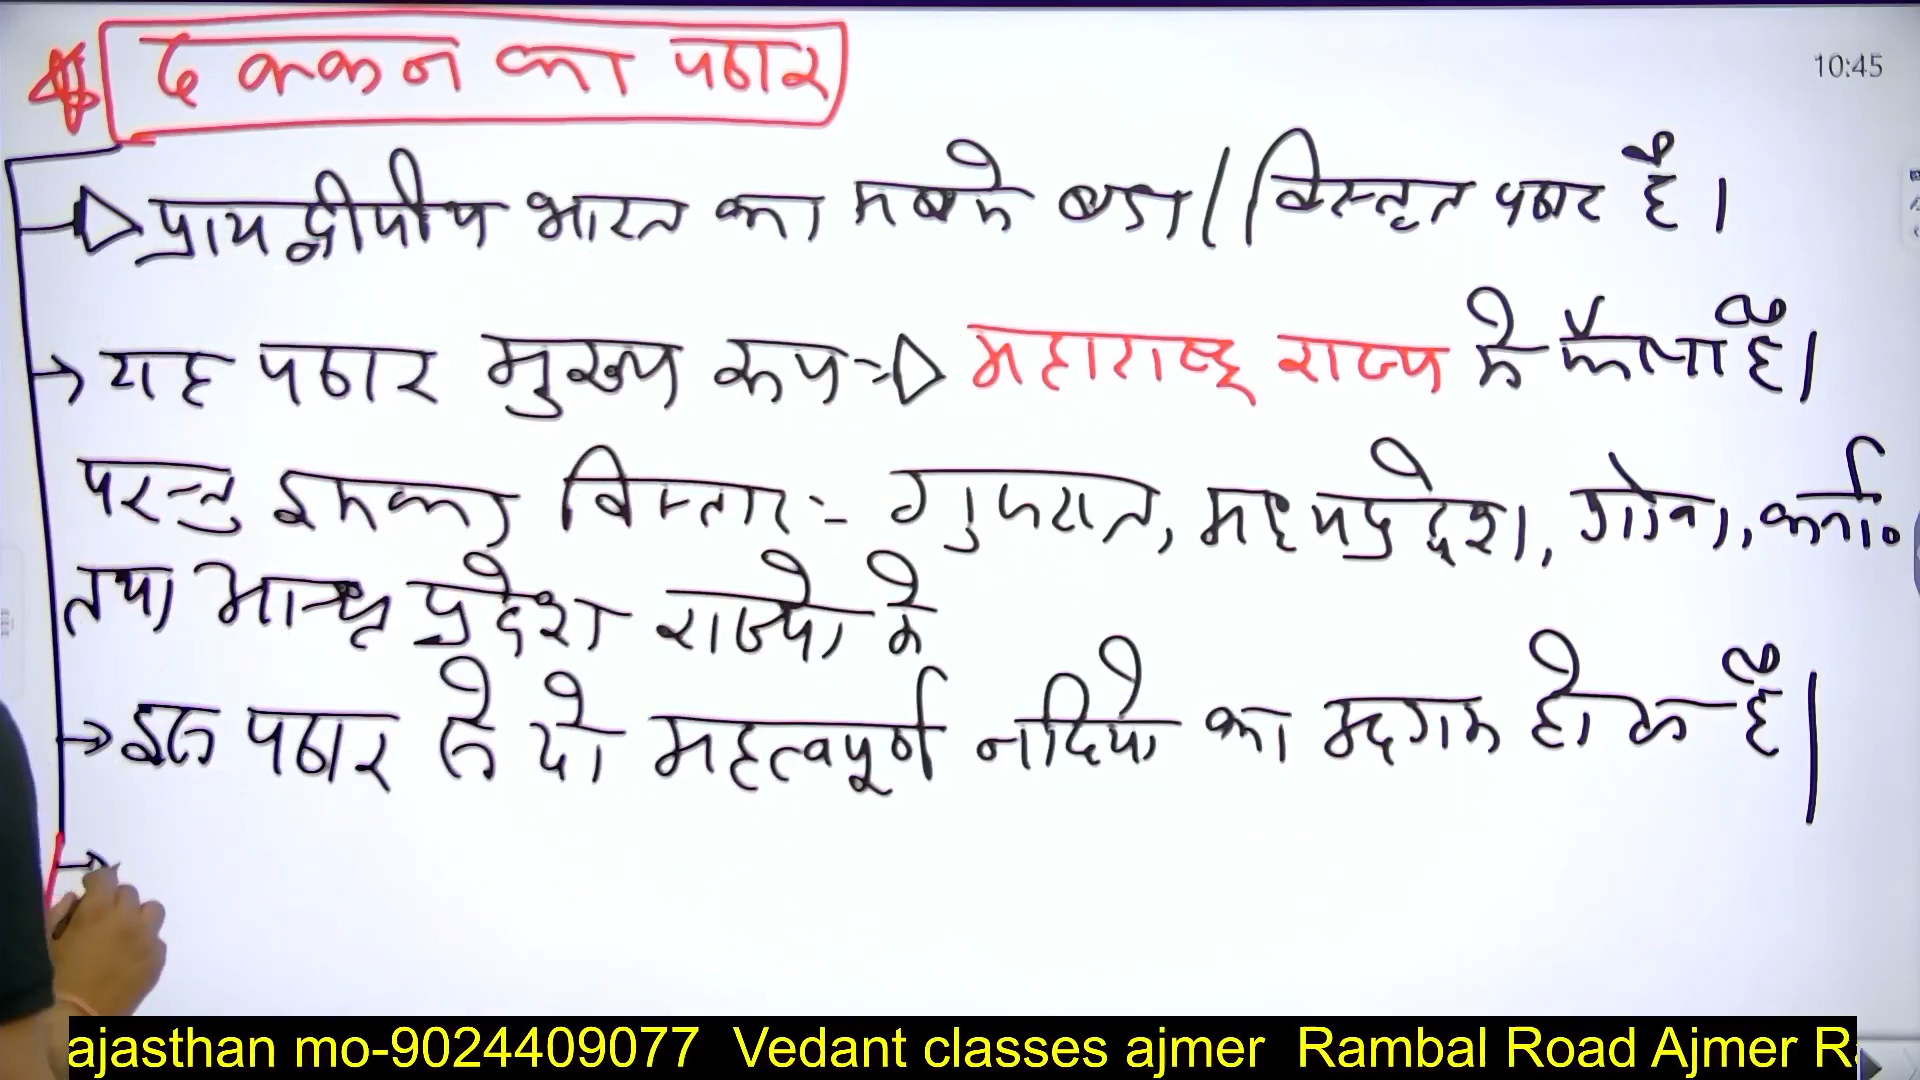 दक्कन का पठार
10:45
प्रायद्वीपीय भारत का सबसे बड़ा/विस्तृत पठार है।
→ यह पठार मुख्य रूप → महाराष्ट्र राज्य मे फैला है।
परन्तु इसका विस्तार:- गुजरात, मध्यप्रदेश, गोवा, कर्ना०
तथा आन्ध्र प्रदेश राज्यो मे
→ इस पठार से दो महत्वपूर्ण नदियो का उद्गम होता है।
→
ajasthan mo-9024409077 Vedant classes ajmer Rambal Road Ajmer R